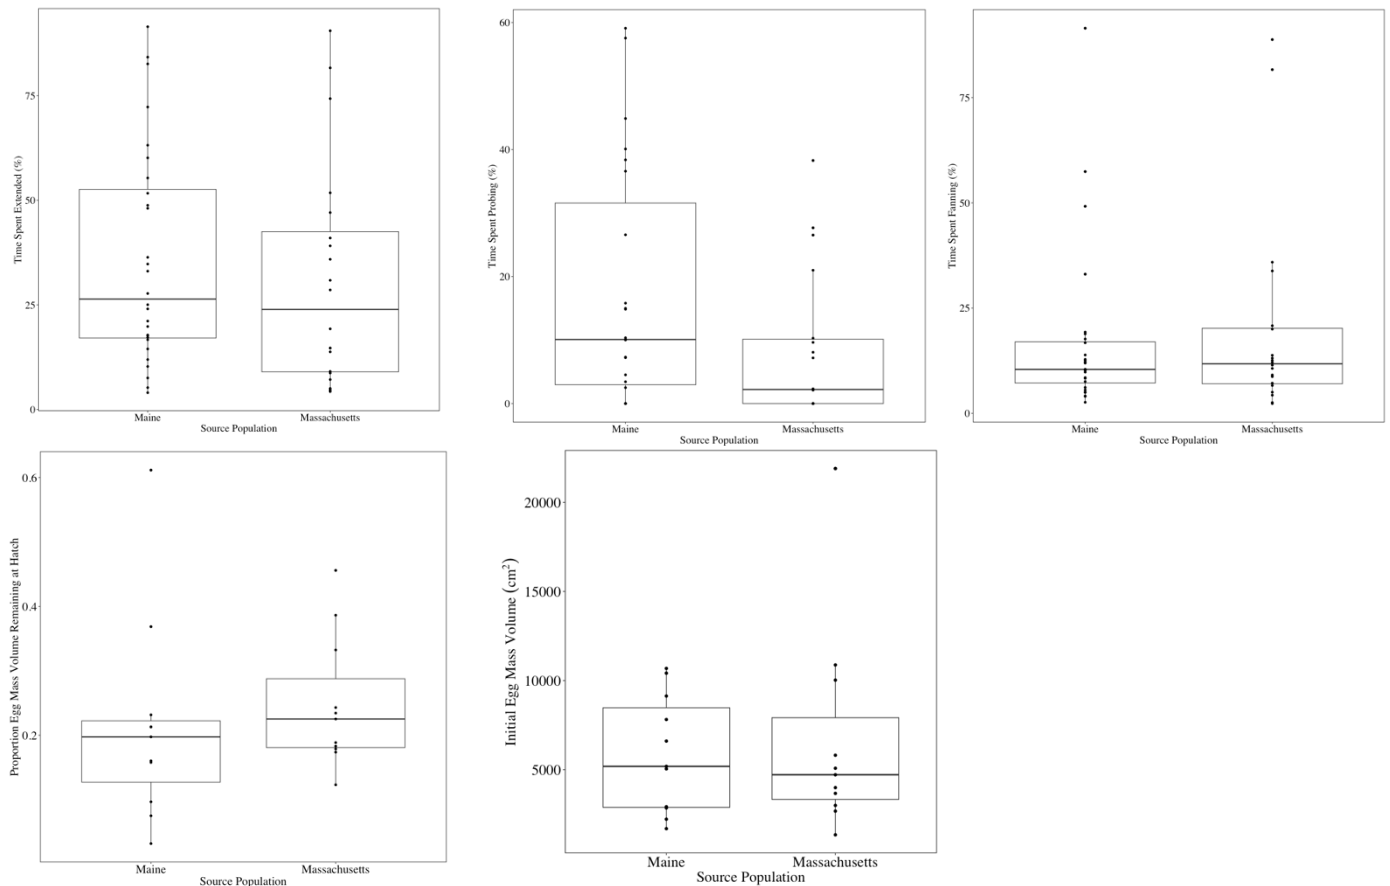 Time Spent Extended (%)
75
50
25
0
Maine
Massachusetts
Source Population
Time Spent Probing (%)
60
40
20
0
Maine
Massachusetts
Source Population
Time Spent Fanning (%)
75
50
25
0
Maine
Massachusetts
Source Population
Proportion Egg Mass Volume Remaining at Hatch
0.6
0.4
0.2
Maine
Massachusetts
Source Population
Initial Egg Mass Volume (cm²)
20000
15000
10000
5000
Maine
Massachusetts
Source Population